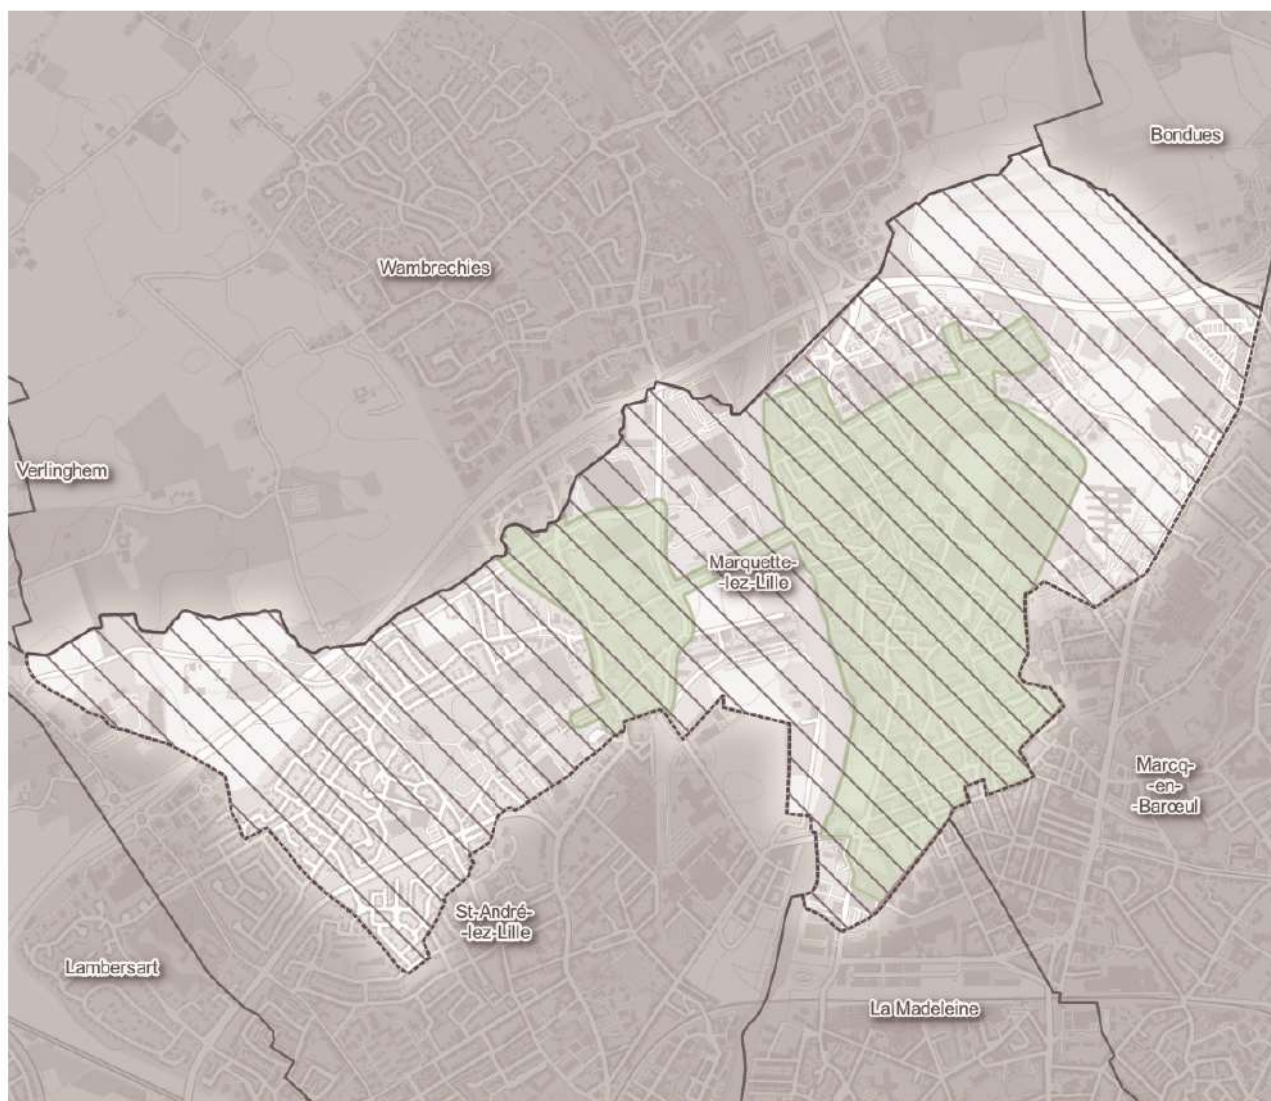 Bondues
Wambrechies
Verlinghem
Marquette-
-lez-Lille
Marcq-
-en-
-Barœul
St-André-
-lez-Lille
Lambersart
La Madeleine